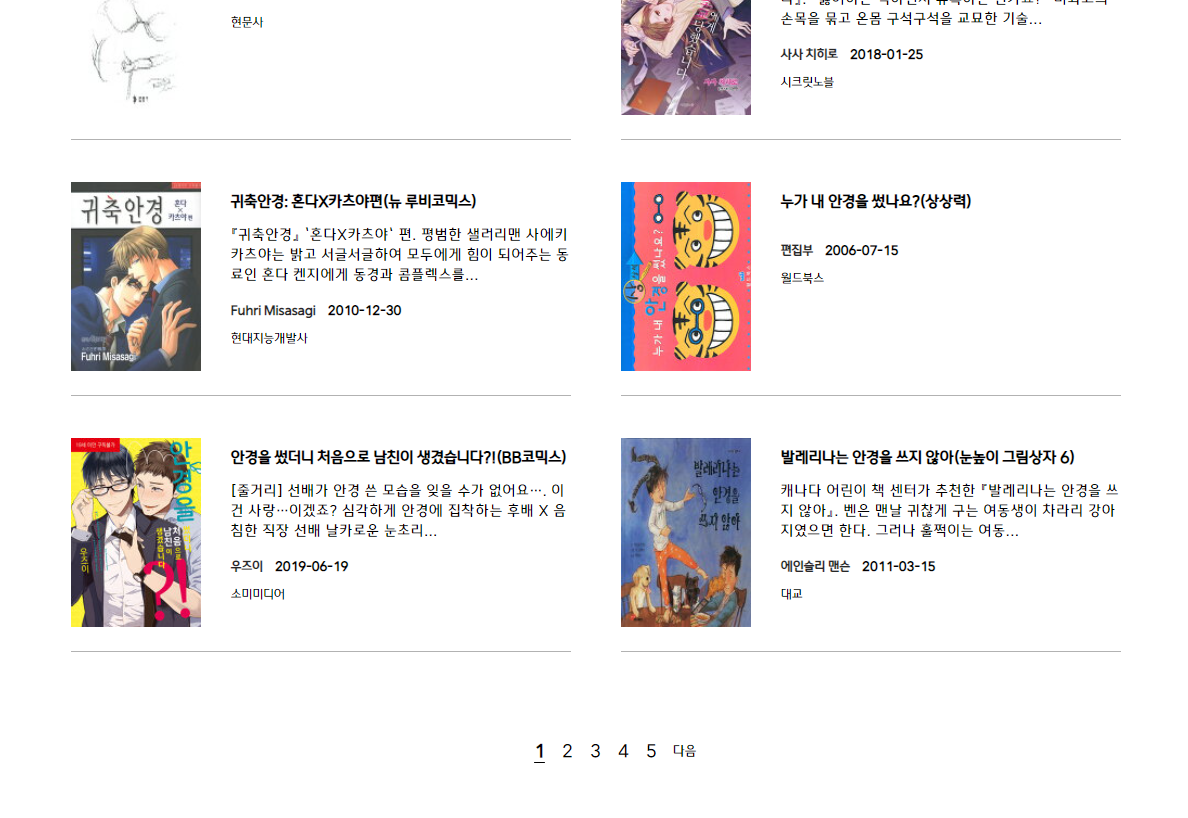 현문사
손목을 묶고 온몸 구석구석을 교묘한 기술...
사사 치히로 2018-01-25
시크릿노블
귀축안경
혼다
×
카츠야 편
Fuhri Misasagi
귀축안경: 혼다X카츠야편(뉴 루비코믹스)
『귀축안경』 `혼다X카츠야` 편. 평범한 샐러리맨 사에키
카츠야는 밝고 서글서글하여 모두에게 힘이 되어주는 동
료인 혼다 켄지에게 동경과 콤플렉스를...
Fuhri Misasagi 2010-12-30
현대지능개발사
누가 내 안경을 썼나요?
누가 내 안경을 썼나요?(상상력)
편집부 2006-07-15
월드북스
안경을
처음으로
남친이
생겼습니다
?!
우즈이
안경을 썼더니 처음으로 남친이 생겼습니다?!(BB코믹스)
[줄거리] 선배가 안경 쓴 모습을 잊을 수가 없어요…. 이
건 사랑…이겠죠? 심각하게 안경에 집착하는 후배 X 음
침한 직장 선배 날카로운 눈초리...
우즈이 2019-06-19
소미미디어
발레리나는
안경을
쓰지 않아
발레리나는 안경을 쓰지 않아(눈높이 그림상자 6)
캐나다 어린이 책 센터가 추천한 『발레리나는 안경을 쓰
지 않아』. 벤은 맨날 귀찮게 구는 여동생이 차라리 강아
지였으면 한다. 그러나 훌쩍이는 여동...
에인슬리 맨슨 2011-03-15
대교
1 2 3 4 5 다음